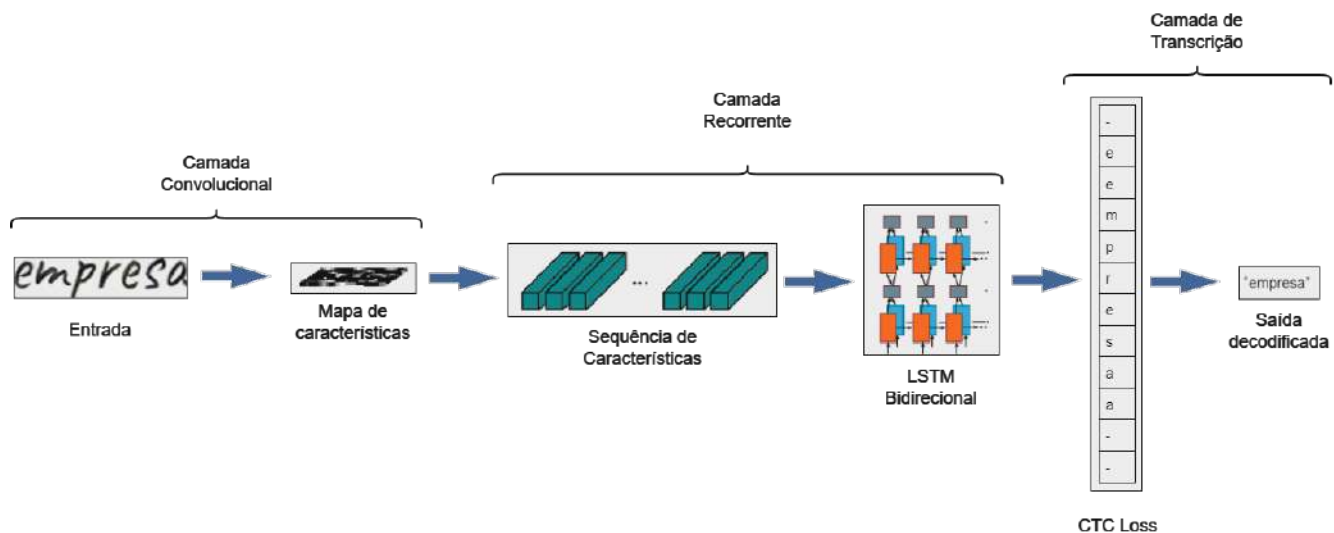 Camada de
Transcrição
Camada
Recorrente
Camada
Convolucional
empresa
Entrada
Mapa de
características
...
Sequência de
Características
LSTM
Bidirecional
-
e
e
m
p
r
e
s
a
a
-
-
CTC Loss
"empresa"
Saída
decodificada